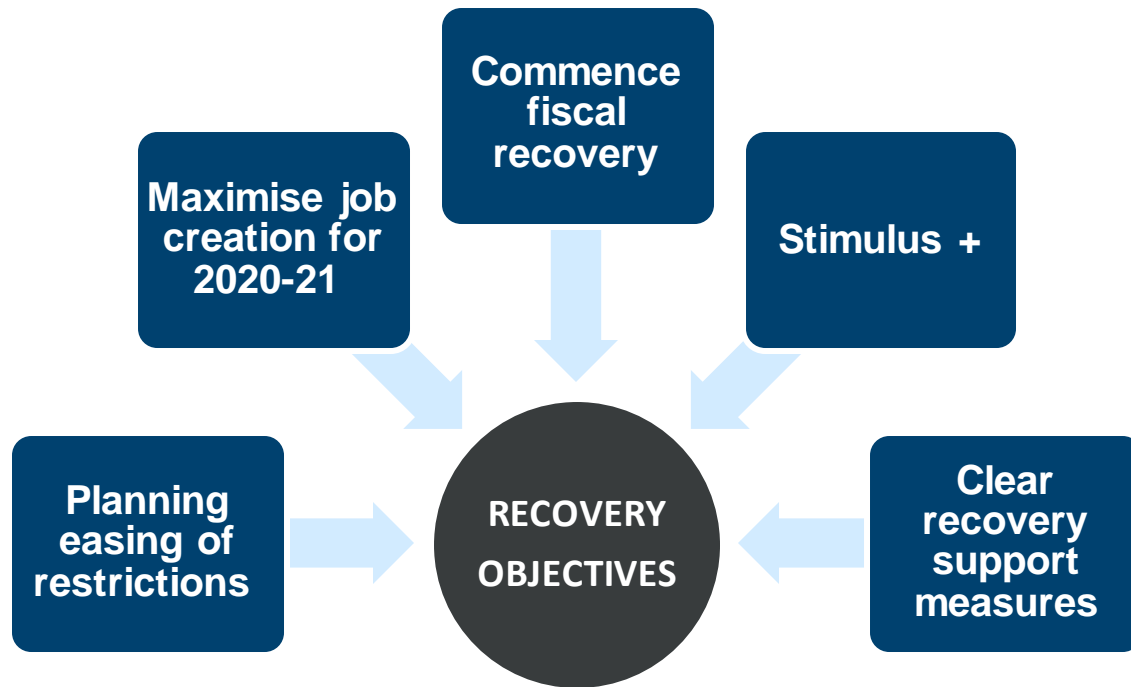 Commence
fiscal
recovery
Maximise job
creation for
2020-21
Stimulus +
Planning
easing of
restrictions
RECOVERY
OBJECTIVES
Clear
recovery
support
measures